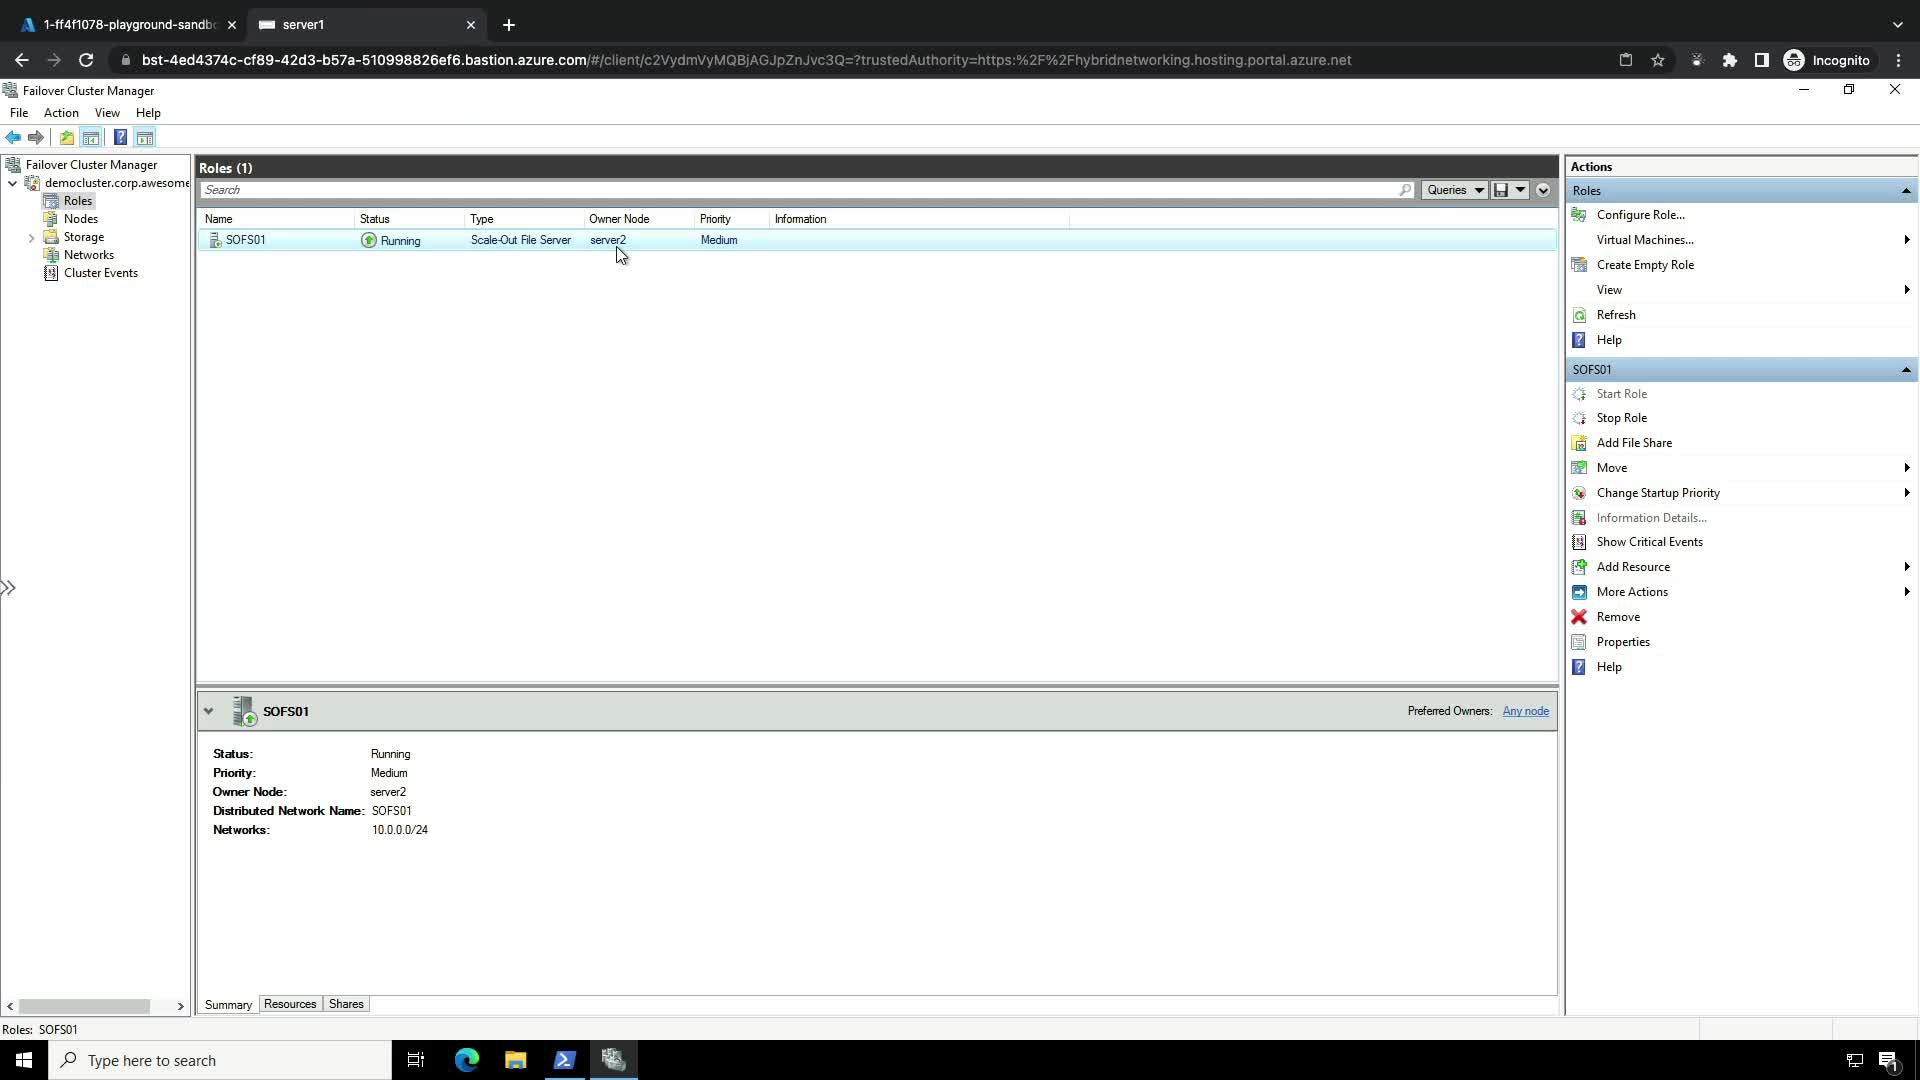 1-ff4f1078-playground-sandb
server1
bst-4ed4374c-cf89-42d3-b57a-510998826ef6.bastion.azure.com/#/client/c2VydmVyMQBjAGJpZnJvc3Q=?trustedAuthority=https:%2F%2Fhybridnetworking.hosting.portal.azure.net
Incognito
Failover Cluster Manager
File Action View Help
Failover Cluster Manager
democluster.corp.awesome
Roles
Nodes
Storage
Networks
Cluster Events
Roles (1)
Search
Queries
Name Status Type Owner Node Priority Information
SOFS01 Running Scale-Out File Server server2 Medium
SOFS01
Preferred Owners: Any node
Status: Running
Priority: Medium
Owner Node: server2
Distributed Network Name: SOFS01
Networks: 10.0.0.0/24
Summary Resources Shares
Actions
Roles
Configure Role...
Virtual Machines...
Create Empty Role
View
Refresh
Help
SOFS01
Start Role
Stop Role
Add File Share
Move
Change Startup Priority
Information Details...
Show Critical Events
Add Resource
More Actions
Remove
Properties
Help
Roles: SOFS01
Type here to search
1